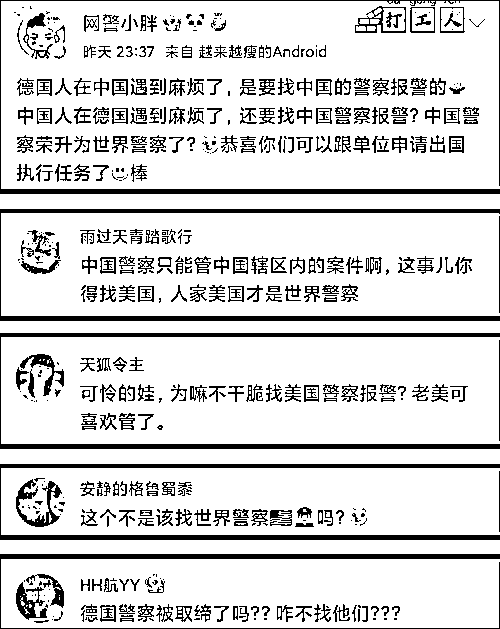 网警小胖
打工人
昨天 23:37 来自 越来越瘦的Android
德国人在中国遇到麻烦了，是要找中国的警察报警的
中国人在德国遇到麻烦了，还要找中国警察报警？中国警
察荣升为世界警察了？恭喜你们可以跟单位申请出国
执行任务了棒
雨过天青踏歌行
中国警察只能管中国辖区内的案件啊，这事儿你
得找美国，人家美国才是世界警察
天狐令主
可怜的娃，为嘛不干脆找美国警察报警？老美可
喜欢管了。
安静的格鲁蜀黍
这个不是该找世界警察吗？
HH航YY
德国警察被取缔了吗？？咋不找他们？？？